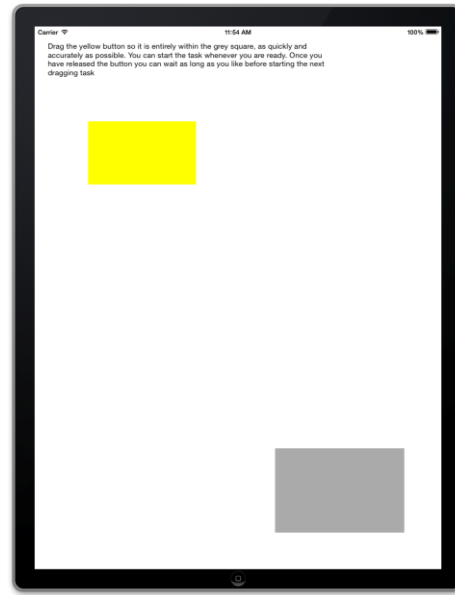 Carrier 11:54 AM 100%
Drag the yellow button so it is entirely within the grey square, as quickly and
accurately as possible. You can start the task whenever you are ready. Once you
have released the button you can wait as long as you like before starting the next
dragging task